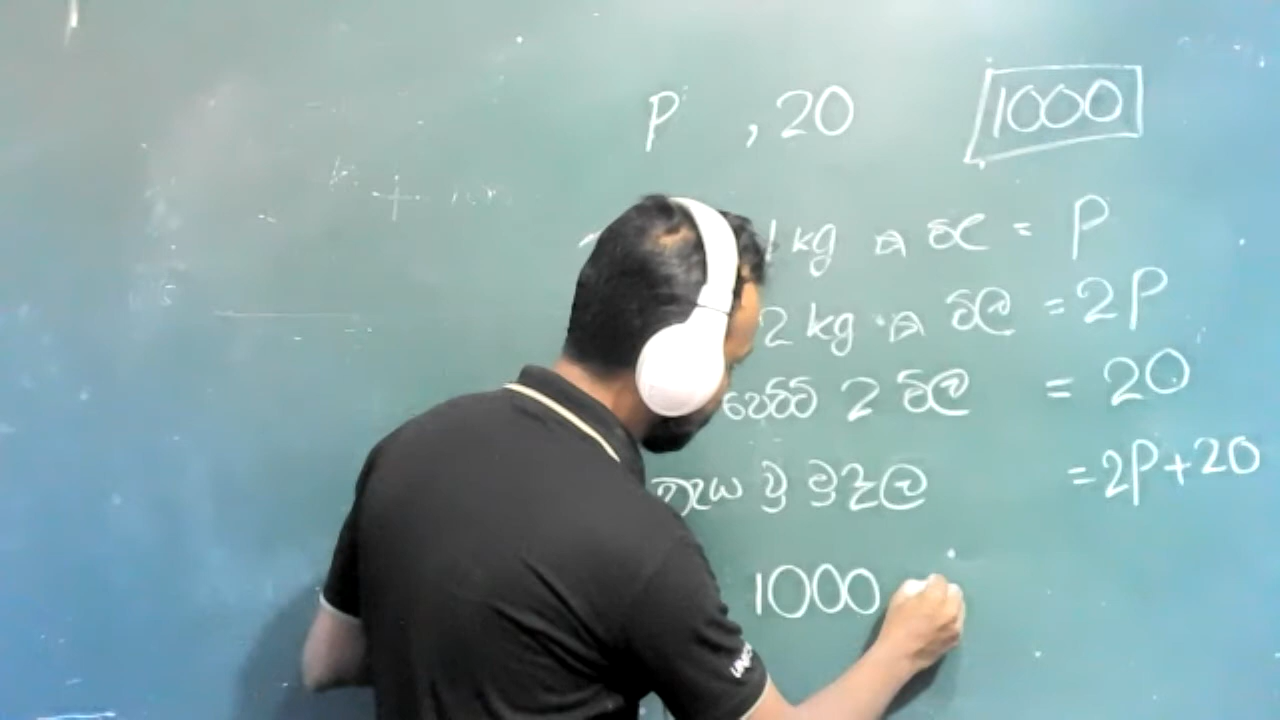 P , 20 1000
1 kg ක මිල = P
2 kg ක මිල = 2P
පෙට්ටි 2 මිල = 20
වැය වූ මුදල = 2P+20
1000